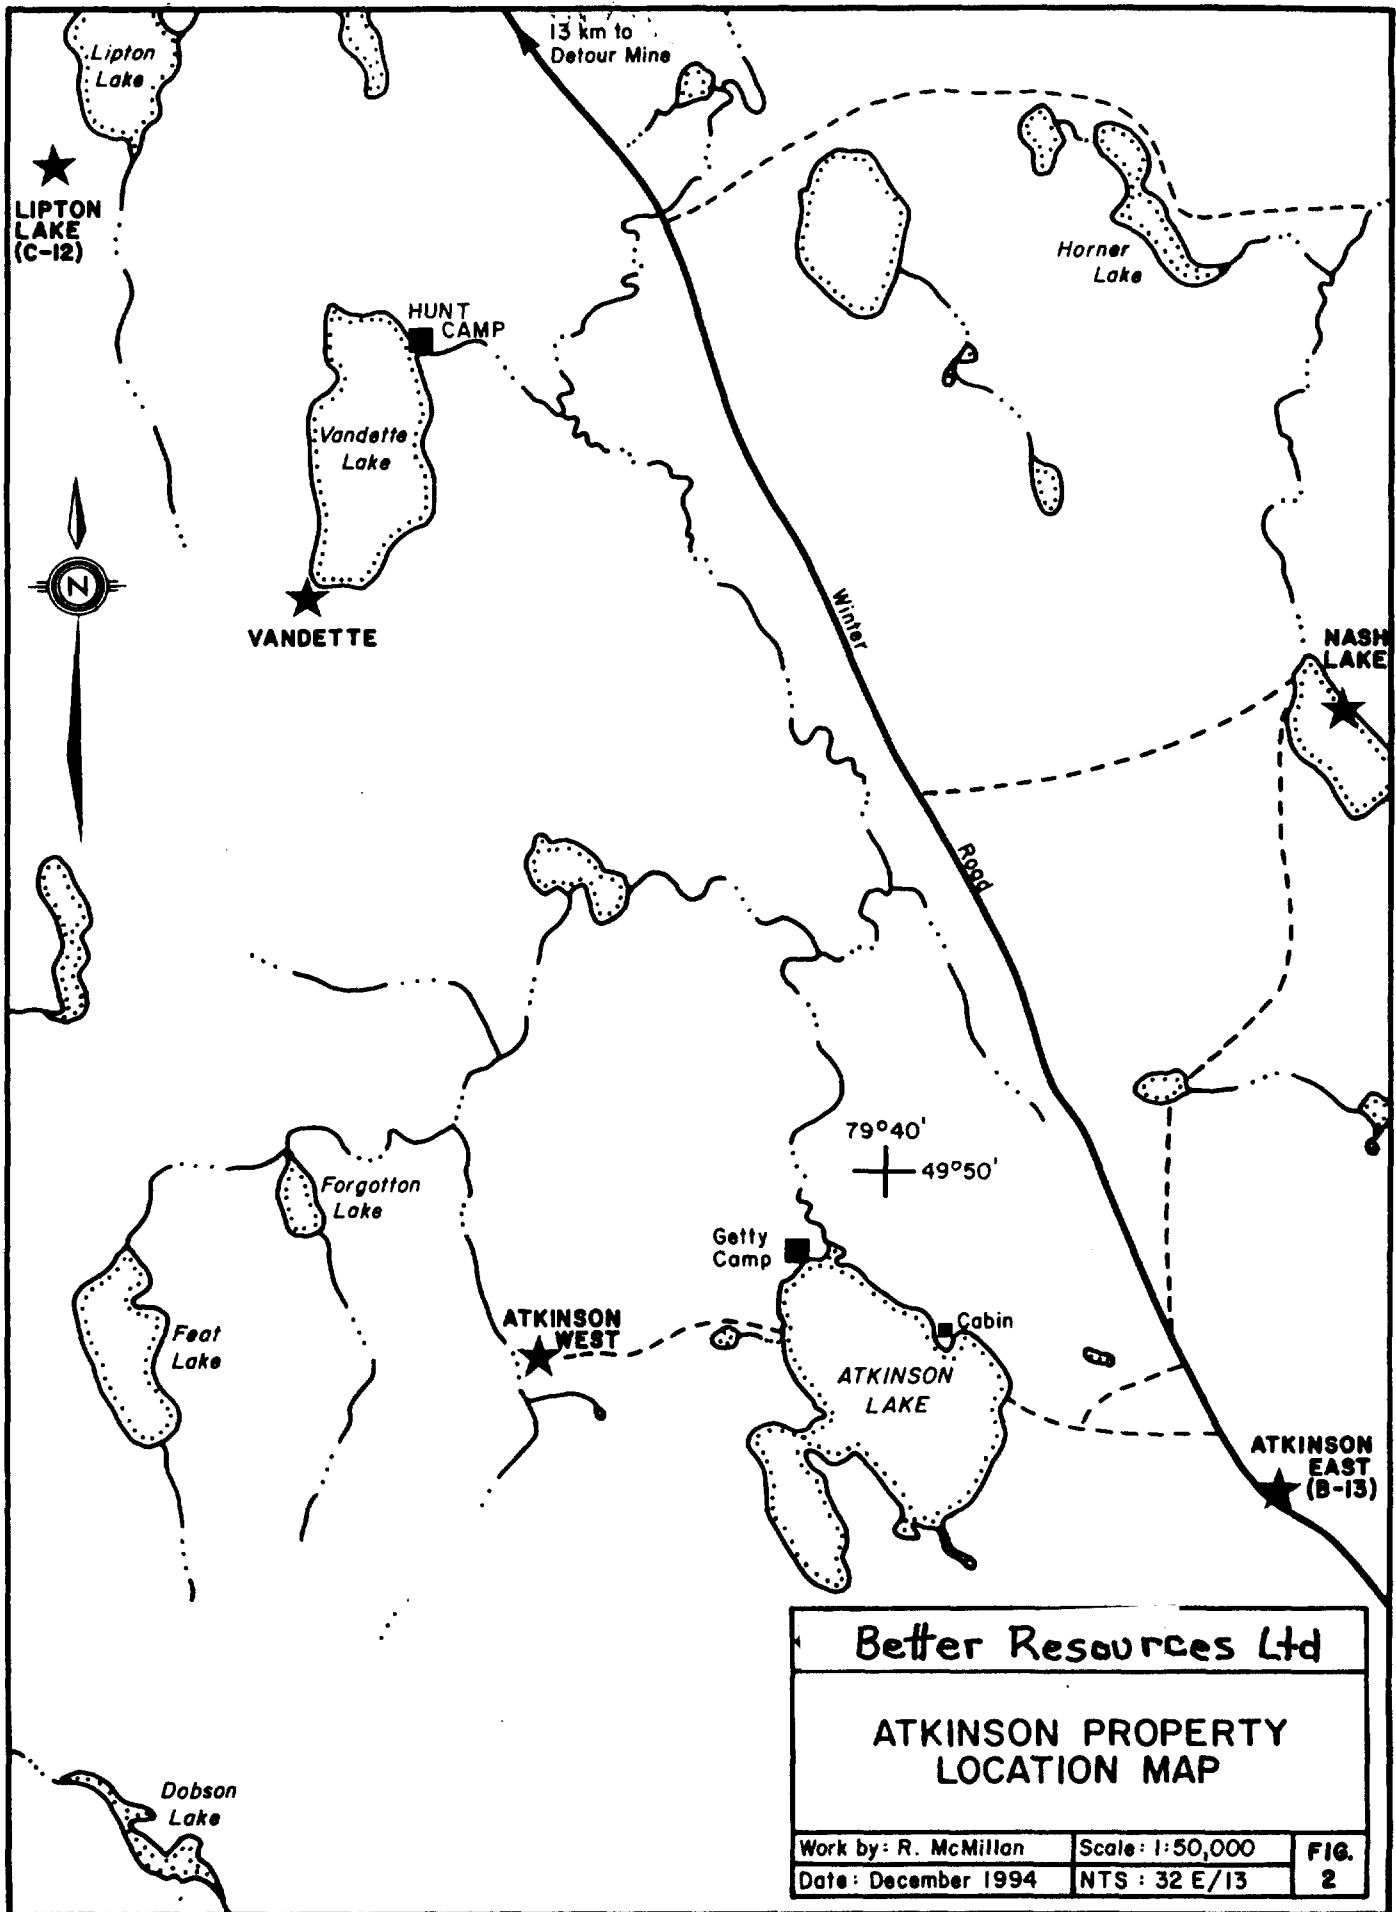 13 km to
Detour Mine
Lipton
Lake
LIPTON
LAKE
(C-12)
Horner
Lake
HUNT
CAMP
Vandette
Lake
N
VANDETTE
Winter
Road
NASH
LAKE
79°40'
49°50'
Forgotton
Lake
Getty
Camp
Cabin
ATKINSON
WEST
Feat
Lake
ATKINSON
LAKE
ATKINSON
EAST
(B-13)
Dobson
Lake
Better Resources Ltd
ATKINSON PROPERTY
LOCATION MAP
Work by: R. McMillan
Scale: 1:50,000
FIG.
2
Date: December 1994
NTS: 32 E/13